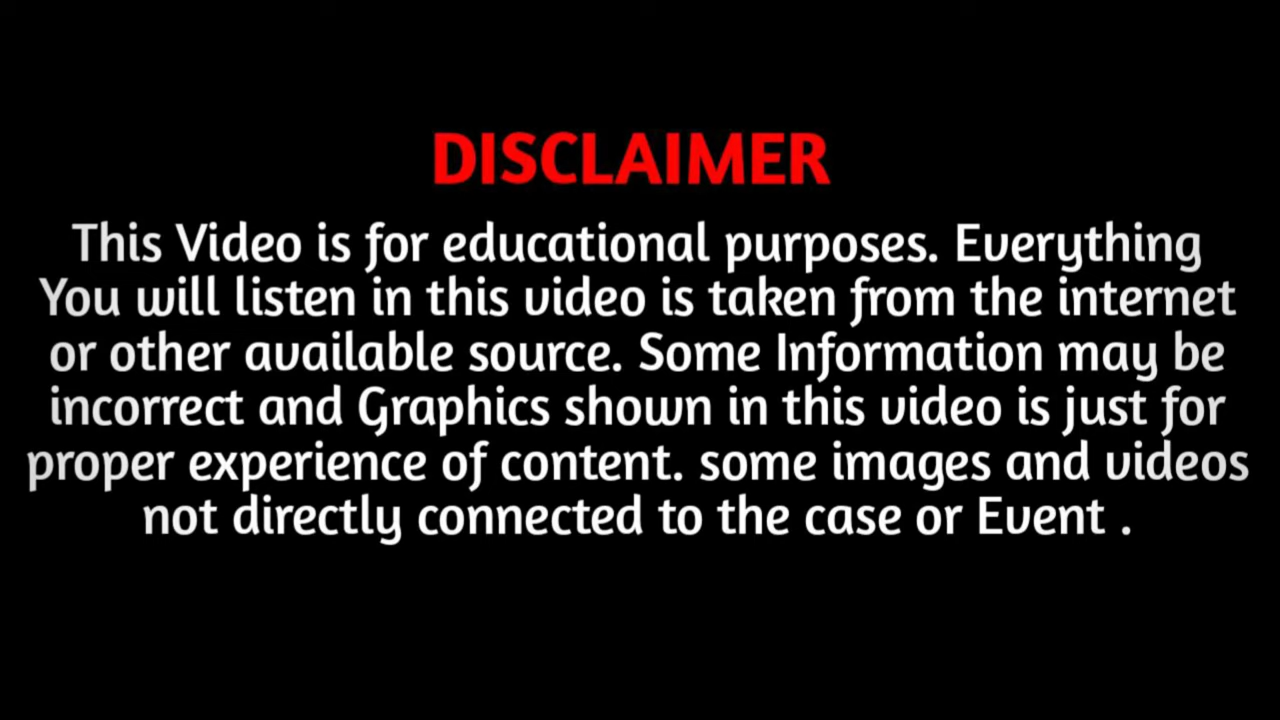 DISCLAIMER
This Video is for educational purposes. Everything
You will listen in this video is taken from the internet
or other available source. Some Information may be
incorrect and Graphics shown in this video is just for
proper experience of content. some images and videos
not directly connected to the case or Event .